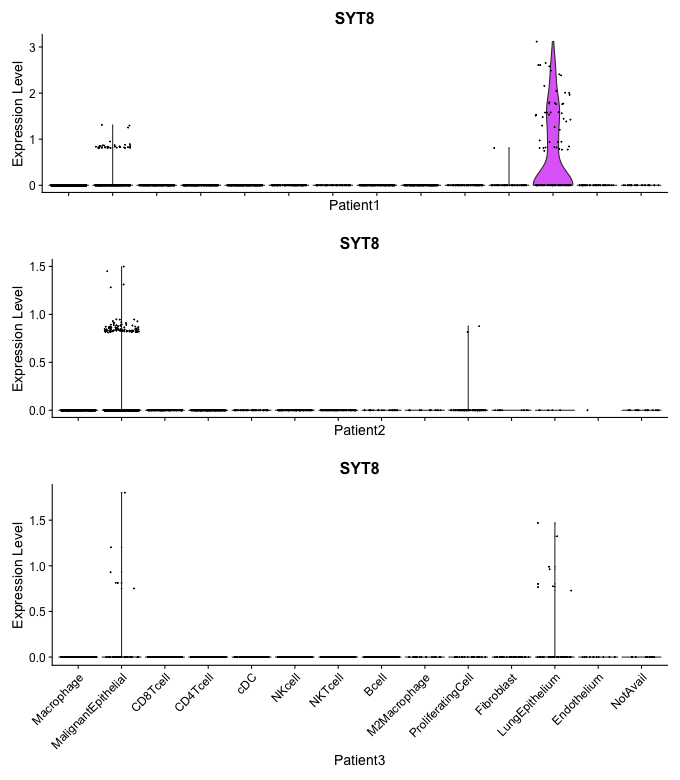 SYT8
Expression Level
3
2
1
0
Patient1
SYT8
Expression Level
1.5
1.0
0.5
0.0
Patient2
SYT8
Expression Level
1.5
1.0
0.5
0.0
Macrophage
MalignantEpithelial
CD8Tcell
CD4Tcell
cDC
NKcell
NKTcell
Bcell
M2Macrophage
ProliferatingCell
Fibroblast
LungEpithelium
Endothelium
NotAvail
Patient3